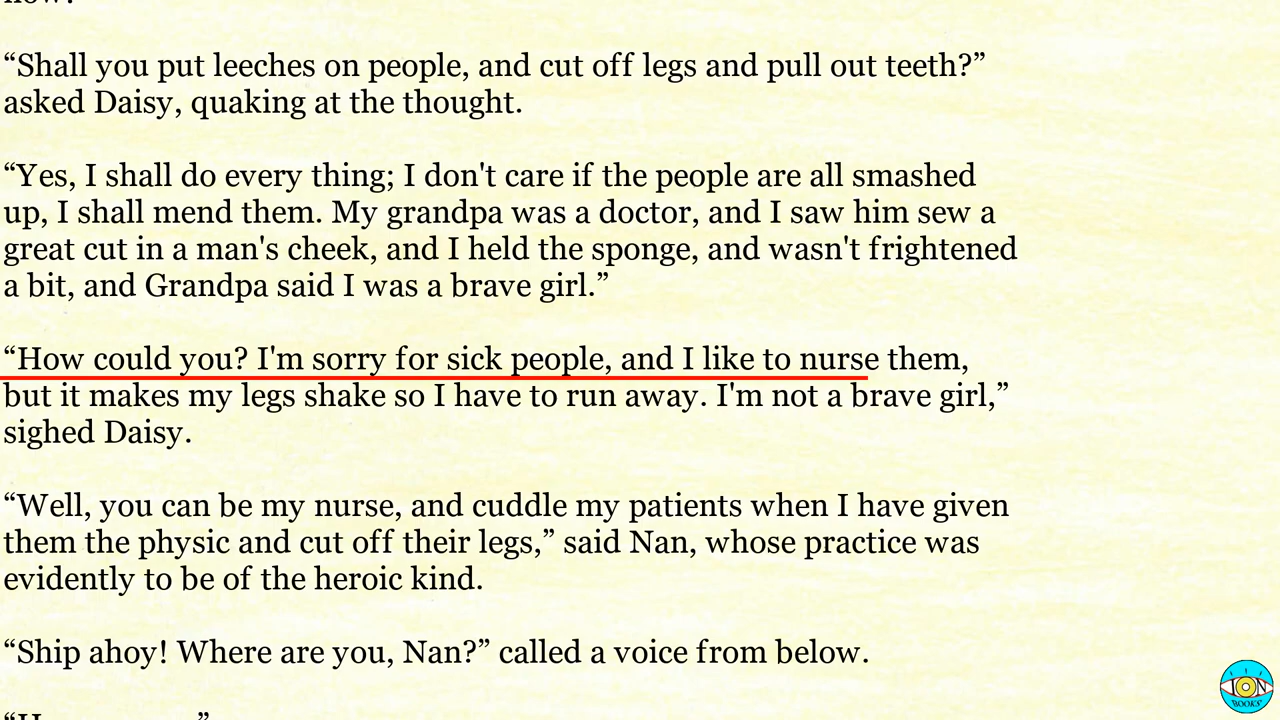 “Shall you put leeches on people, and cut off legs and pull out teeth?”
asked Daisy, quaking at the thought.
“Yes, I shall do every thing; I don't care if the people are all smashed
up, I shall mend them. My grandpa was a doctor, and I saw him sew a
great cut in a man's cheek, and I held the sponge, and wasn't frightened
a bit, and Grandpa said I was a brave girl.”
“How could you? I'm sorry for sick people, and I like to nurse them,
but it makes my legs shake so I have to run away. I'm not a brave girl,”
sighed Daisy.
“Well, you can be my nurse, and cuddle my patients when I have given
them the physic and cut off their legs,” said Nan, whose practice was
evidently to be of the heroic kind.
“Ship ahoy! Where are you, Nan?” called a voice from below.
ION
BOOKS